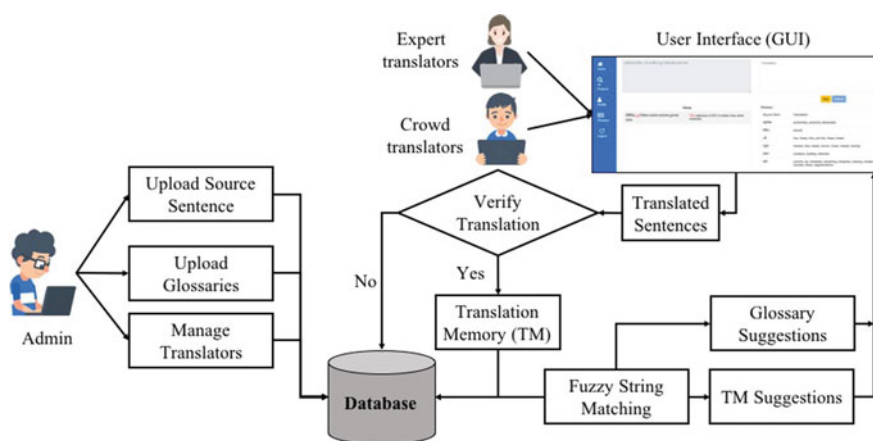 Expert
translators
User Interface (GUI)
Crowd
translators
Upload Source
Sentence
Verify
Translation
Translated
Sentences
Upload
Glossaries
No
Yes
Admin
Manage
Translators
Translation
Memory (TM)
Glossary
Suggestions
Database
Fuzzy String
Matching
TM Suggestions